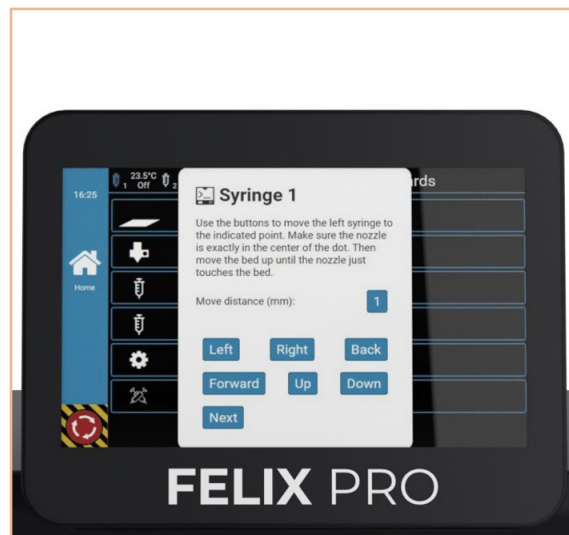 16:25
Home
1
23.5°C
Off
2
rds
Syringe 1
Use the buttons to move the left syringe to
the indicated point. Make sure the nozzle
is exactly in the center of the dot. Then
move the bed up until the nozzle just
touches the bed.
Move distance (mm): 1
Left Right Back
Forward Up Down
Next
FELIX PRO